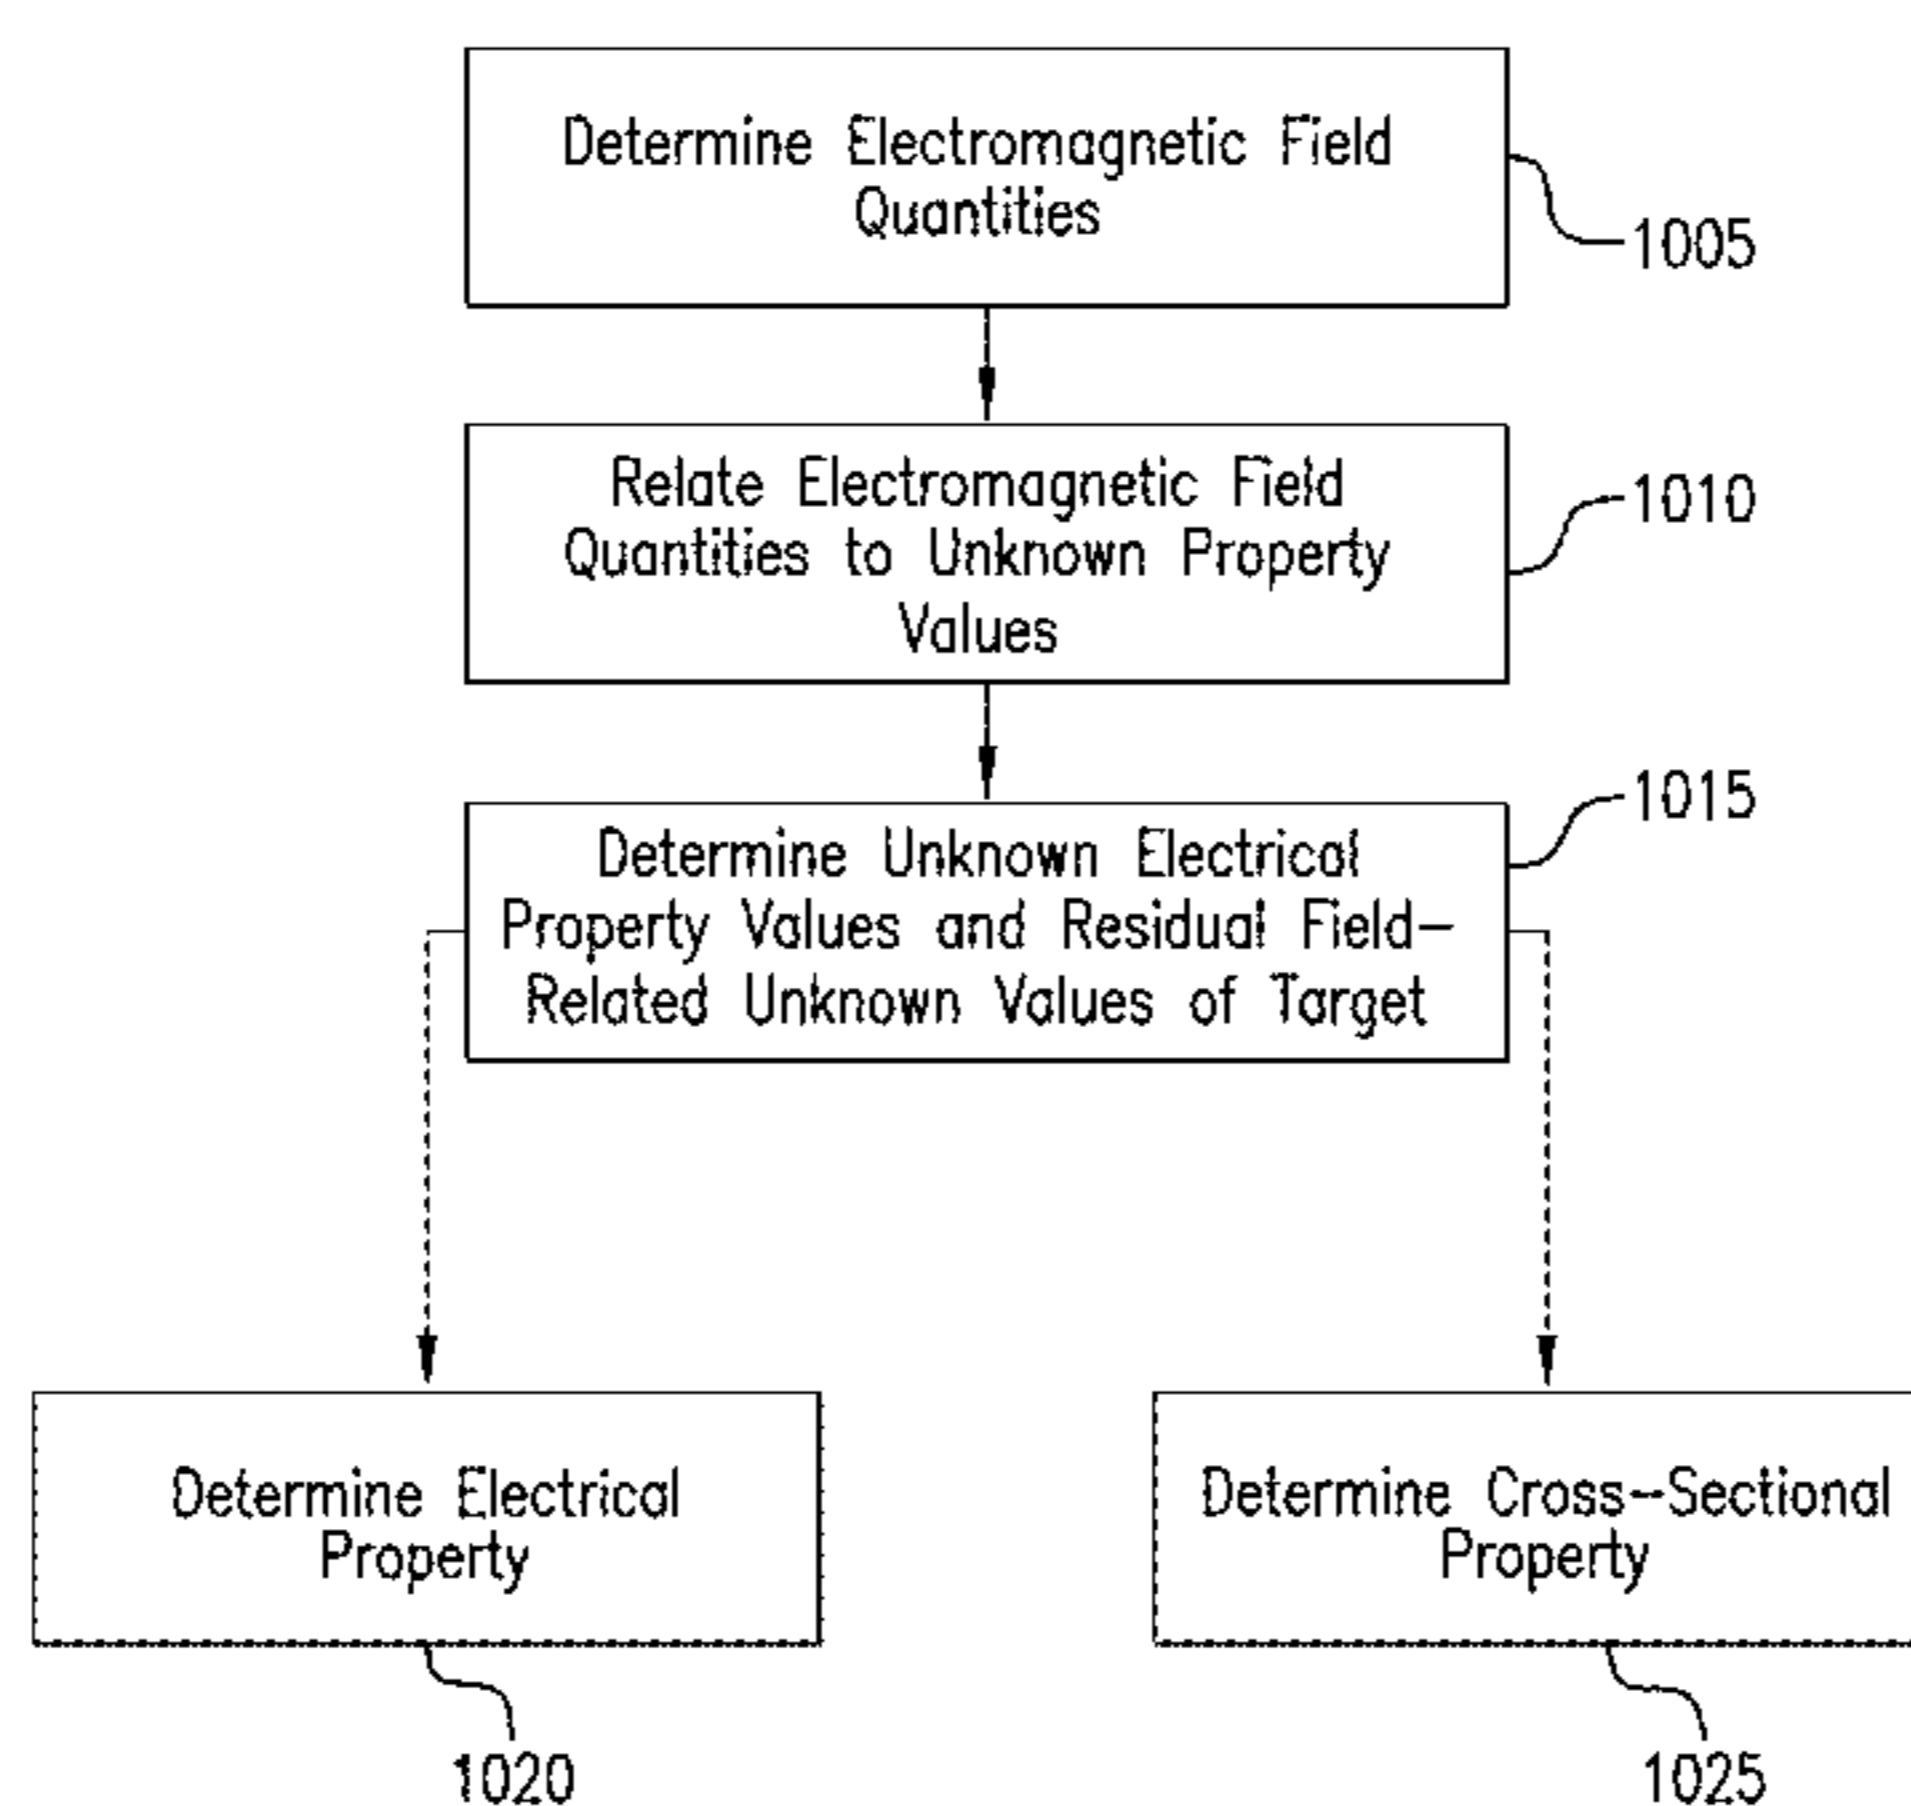 Determine Electromagnetic Field
Quantities
1005
Relate Electromagnetic Field
Quantities to Unknown Property
Values
1010
Determine Unknown Electrical
Property Values and Residual Field-
Related Unknown Values of Target
1015
Determine Electrical
Property
1020
Determine Cross-Sectional
Property
1025